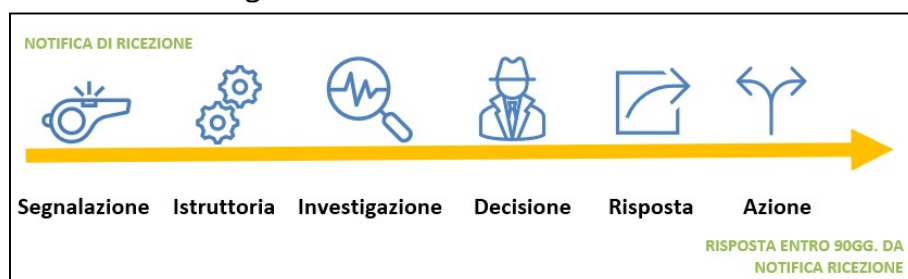 NOTIFICA DI RICEZIONE
Segnalazione Istruttoria Investigazione Decisione Risposta Azione
RISPOSTA ENTRO 90GG. DA
NOTIFICA RICEZIONE